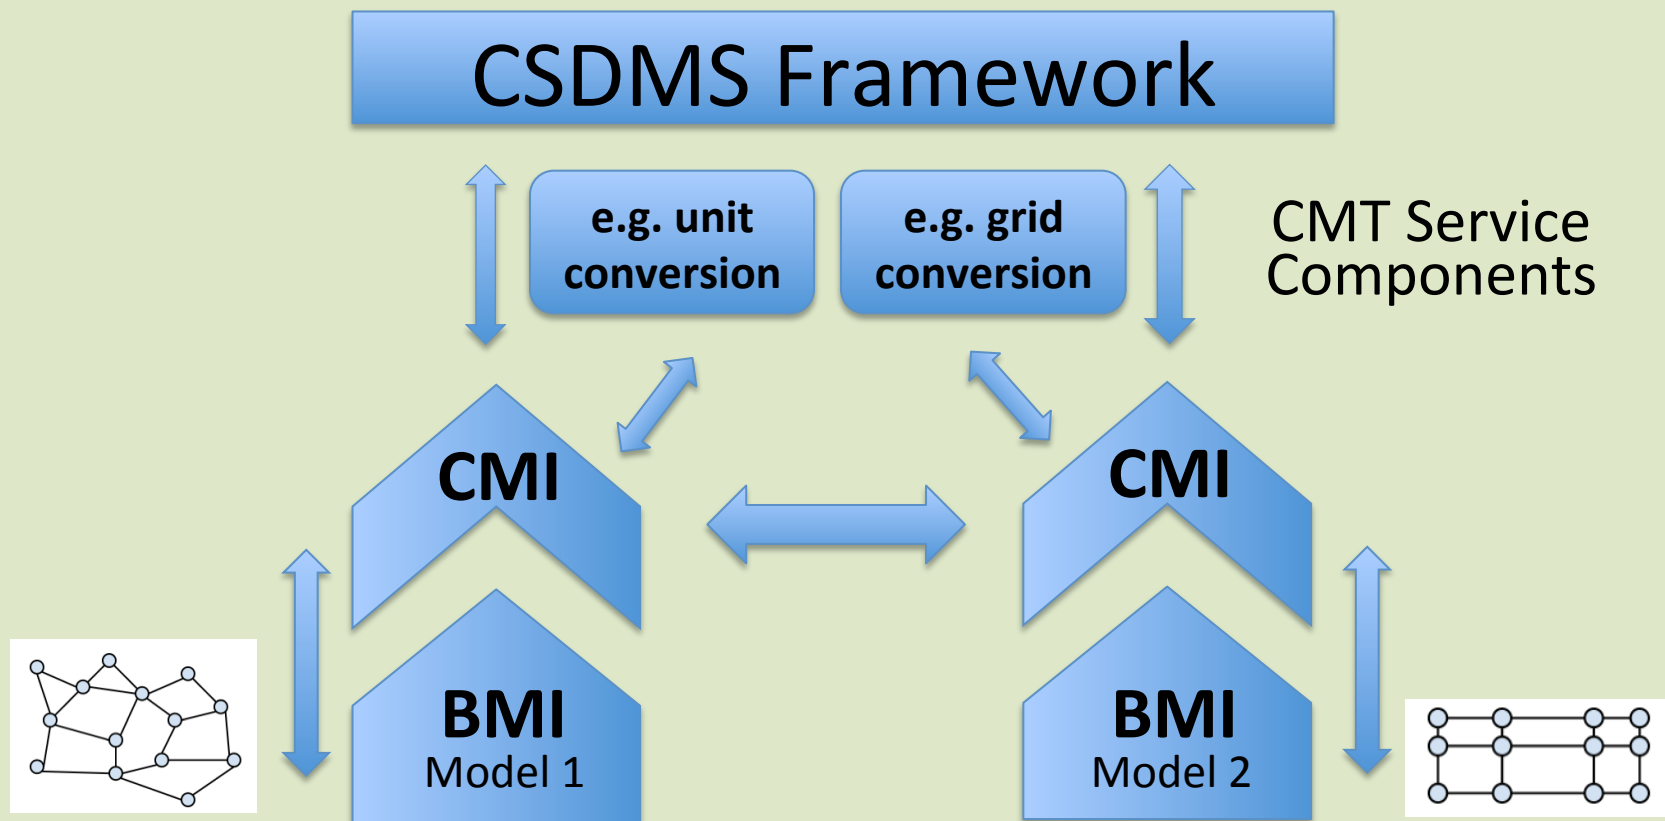 CSDMS Framework
e.g. unit
conversion
e.g. grid
conversion
CMT Service
Components
CMI
CMI
BMI
Model 1
BMI
Model 2